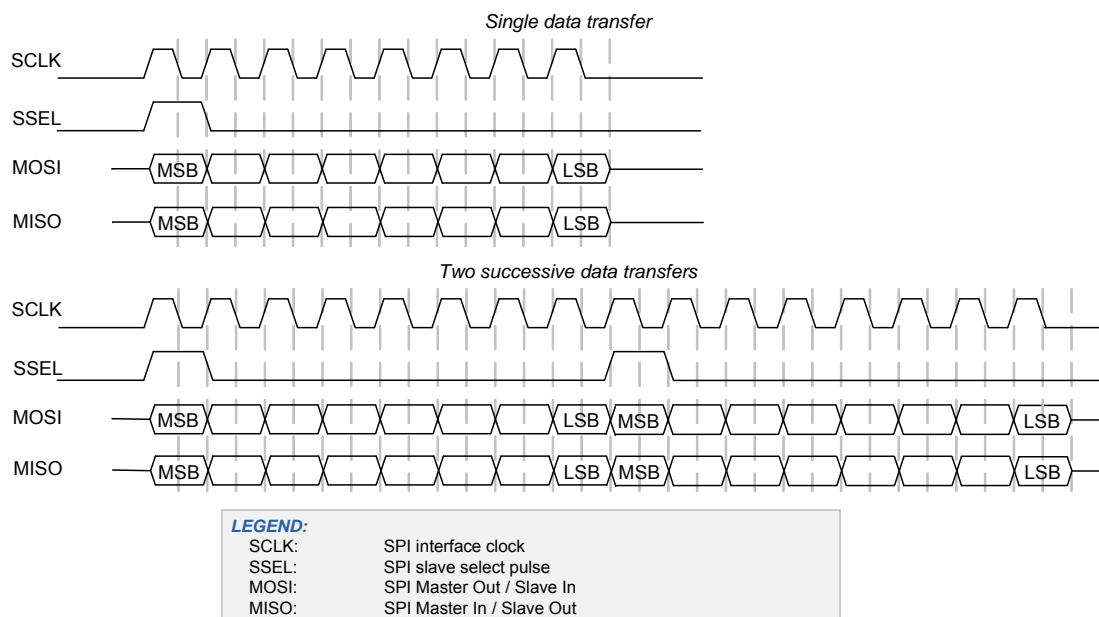 Single data transfer
SCLK
SSEL
MOSI MSB LSB
MISO MSB LSB
Two successive data transfers
SCLK
SSEL
MOSI MSB LSB MSB LSB
MISO MSB LSB MSB LSB
LEGEND:
SCLK: SPI interface clock
SSEL: SPI slave select pulse
MOSI: SPI Master Out / Slave In
MISO: SPI Master In / Slave Out